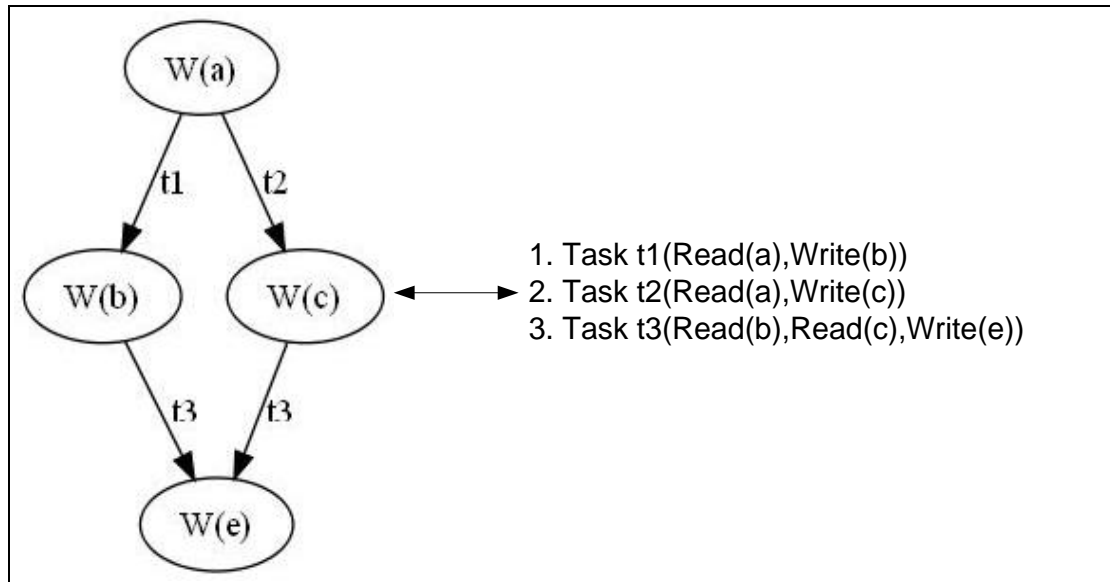 W(a)
t1 t2
W(b) W(c)
1. Task t1(Read(a),Write(b))
2. Task t2(Read(a),Write(c))
3. Task t3(Read(b),Read(c),Write(e))
t3 t3
W(e)